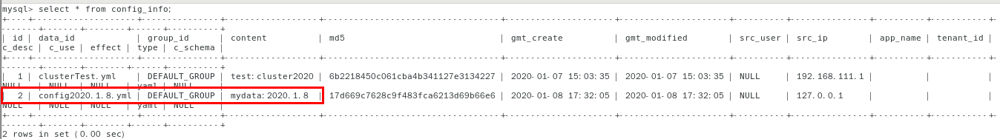 mysql> select * from config_info;
+----+-------------------+---------------+------------------+----------------------------------+---------------------+---------------------+----------+---------------+----------+-----------+-
-------+-------+--------+------+----------+
| id | data_id | group_id | content | md5 | gmt_create | gmt_modified | src_user | src_ip | app_name | tenant_id |
c_desc | c_use | effect | type | c_schema |
+----+-------------------+---------------+------------------+----------------------------------+---------------------+---------------------+----------+---------------+----------+-----------+-
-------+-------+--------+------+----------+
| 1 | clusterTest.yml | DEFAULT_GROUP | test:cluster2020 | 6b2218450c061cba4b341127e3134227 | 2020-01-07 15:03:35 | 2020-01-07 15:03:35 | NULL | 192.168.111.1 | | |
NULL | NULL | NULL | yaml | NULL |
| 2 | config2020.1.8.yml | DEFAULT_GROUP | mydata:2020.1.8 | 17d669c7628c9f483fca6213d69b66e6 | 2020-01-08 17:32:05 | 2020-01-08 17:32:05 | NULL | 127.0.0.1 | | |
NULL | NULL | NULL | yaml | NULL |
+----+-------------------+---------------+------------------+----------------------------------+---------------------+---------------------+----------+---------------+----------+-----------+-
-------+-------+--------+------+----------+
2 rows in set (0.00 sec)